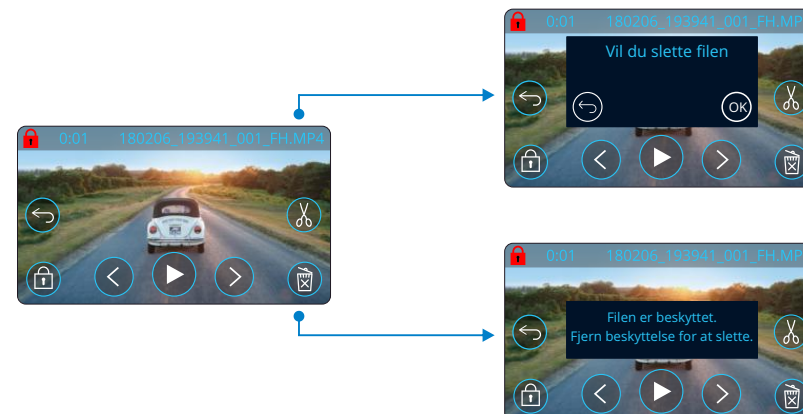 0:01 180206_193941_001_FH.MP4
0:01 180206_193941_001_FH.MP
Vil du slette filen
OK
0:01 180206_193941_001_FH.MP
Filen er beskyttet.
Fjern beskyttelse for at slette.